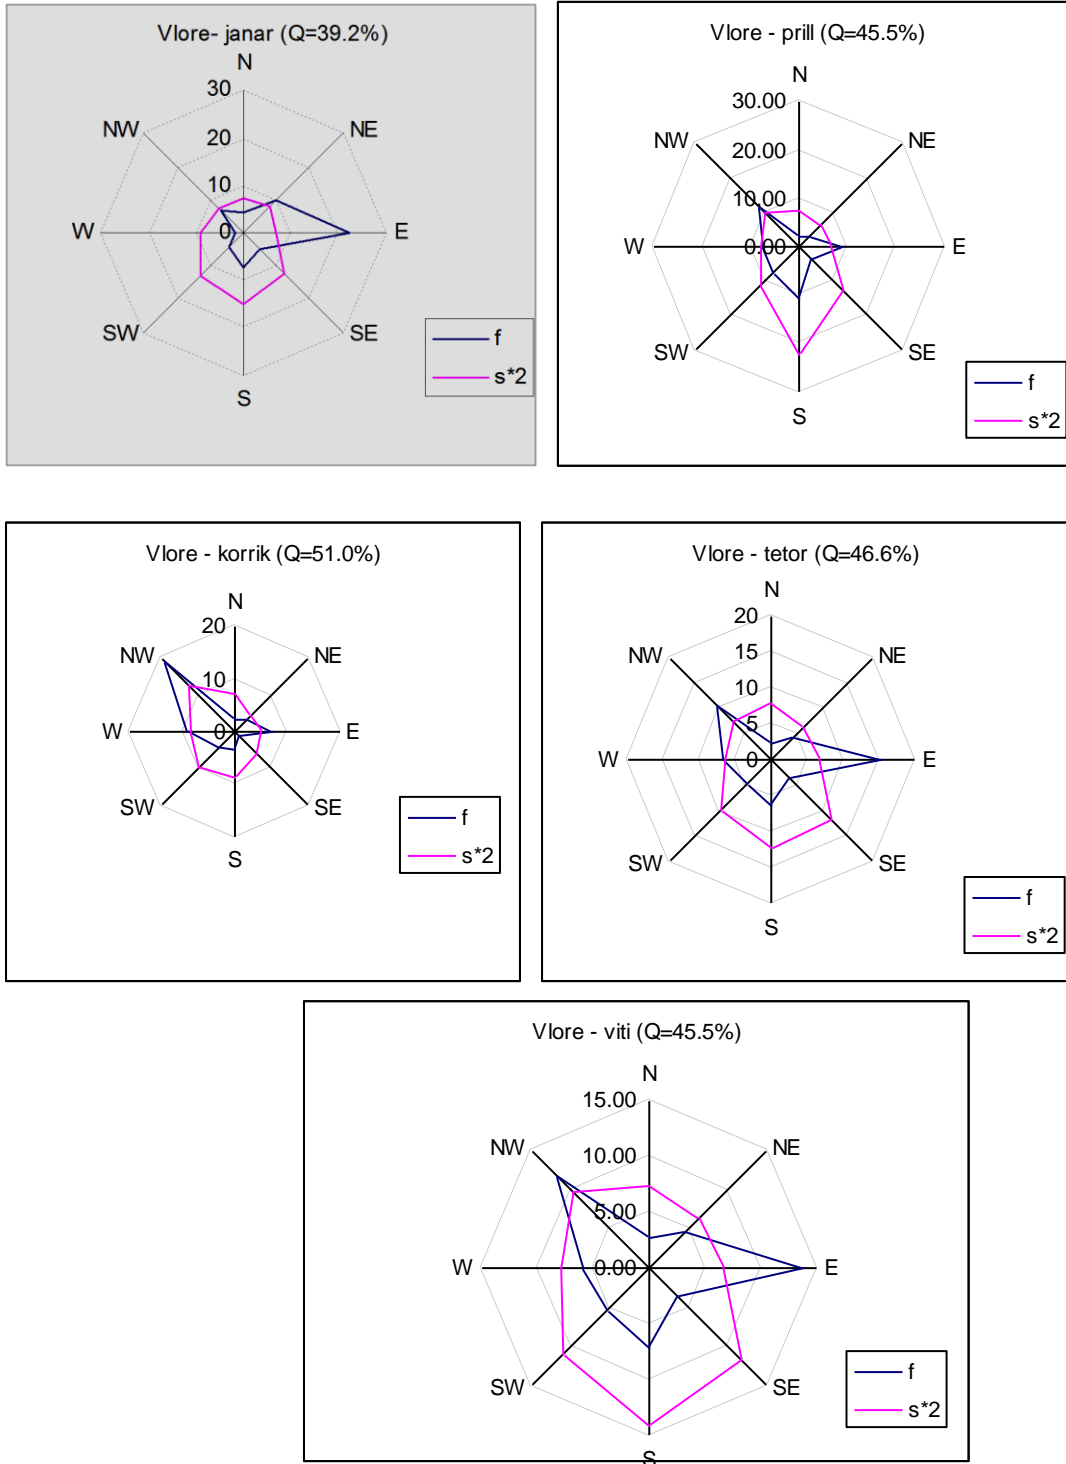 Vlore- janar (Q=39.2%)
N
30
NW
NE
20
10
W
0
E
SW
SE
S
f
s*2
Vlore - prill (Q=45.5%)
N
30.00
NW
NE
20.00
10.00
W
0.00
E
SW
SE
S
f
s*2
Vlore - korrik (Q=51.0%)
N
20
NW
NE
10
W
0
E
SW
SE
S
f
s*2
Vlore - tetor (Q=46.6%)
N
20
NW
NE
15
10
5
W
0
E
SW
SE
S
f
s*2
Vlore - viti (Q=45.5%)
N
15.00
NW
NE
10.00
5.00
W
0.00
E
SW
SE
S
f
s*2